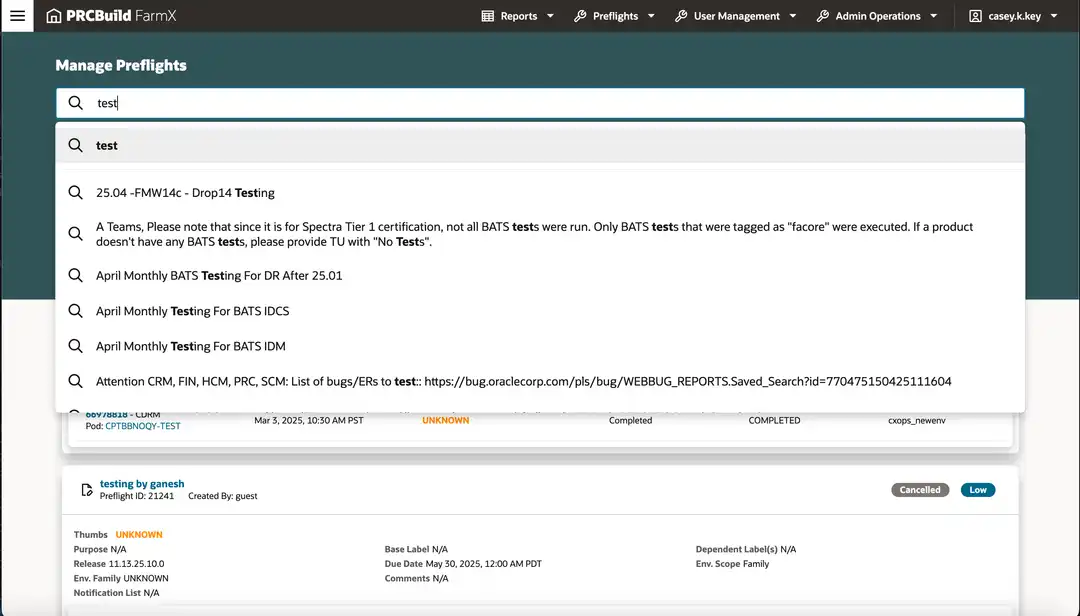 PRCBuild FarmX
Reports
Preflights
User Management
Admin Operations
casey.k.key
Manage Preflights
test
test
25.04 -FMW14c - Drop14 Testing
A Teams, Please note that since it is for Spectra Tier 1 certification, not all BATS tests were run. Only BATS tests that were tagged as "facore" were executed. If a product
doesn't have any BATS tests, please provide TU with "No Tests".
April Monthly BATS Testing For DR After 25.01
April Monthly Testing For BATS IDCS
April Monthly Testing For BATS IDM
Attention CRM, FIN, HCM, PRC, SCM: List of bugs/ERs to test:: https://bug.oraclecorp.com/pls/bug/WEBBUG_REPORTS.Saved_Search?id=770475150425111604
66978818 - CDRM
Pod: CPTBBNOQY-TEST
Mar 3, 2025, 10:30 AM PST
UNKNOWN
Completed
COMPLETED
cxops_newenv
testing by ganesh
Preflight ID: 21241 Created By: guest
Cancelled
Low
Thumbs UNKNOWN
Purpose N/A
Release 11.13.25.10.0
Env. Family UNKNOWN
Notification List N/A
Base Label N/A
Due Date May 30, 2025, 12:00 AM PDT
Comments N/A
Dependent Label(s) N/A
Env. Scope Family